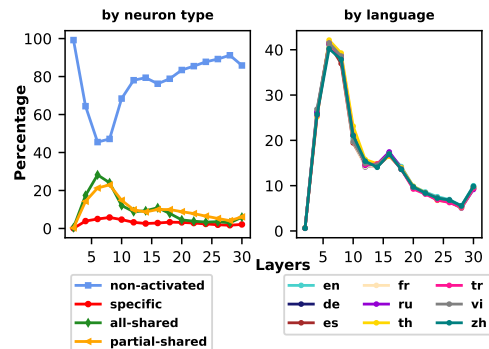 by neuron type
by language
Percentage
100
80
60
40
20
0
5 10 15 20 25 30
40
30
20
10
0
5 10 15 20 25 30
Layers
non-activated
specific
all-shared
partial-shared
en fr tr
de ru vi
es th zh